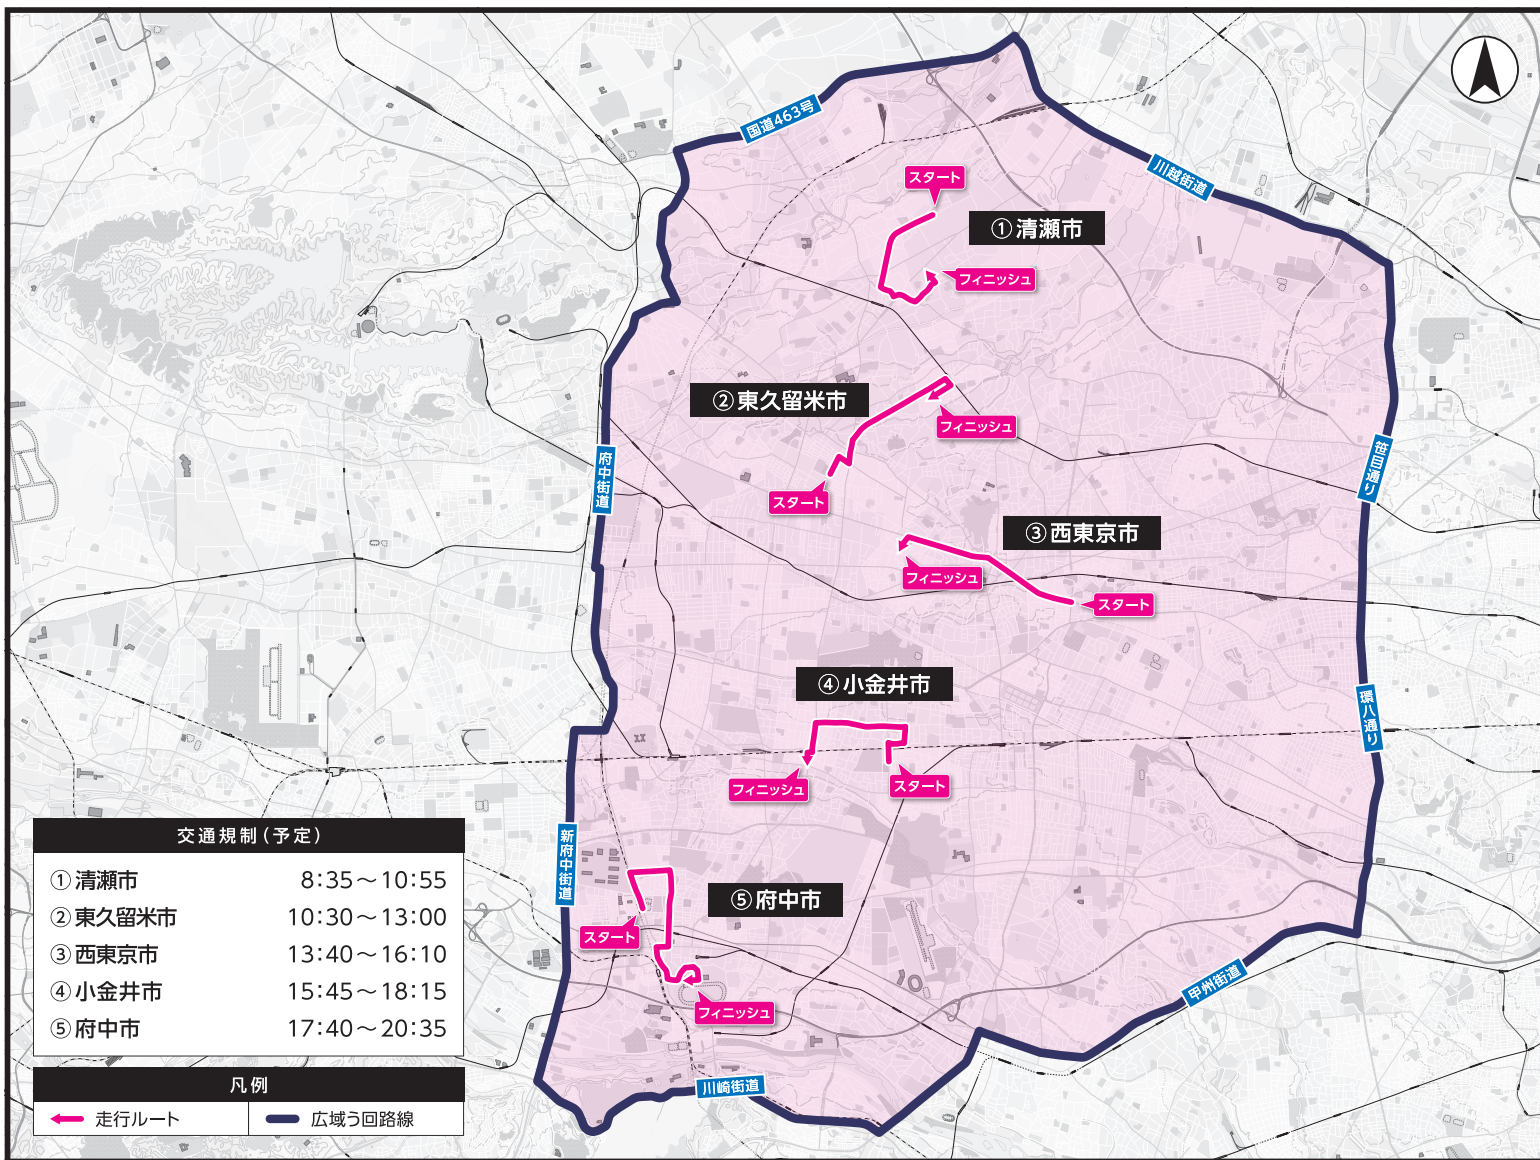 国道463号
川越街道
スタート
①清瀬市
フィニッシュ
②東久留米市
フィニッシュ
スタート
府中街道
笹目通り
③西東京市
フィニッシュ
スタート
④小金井市
環八通り
フィニッシュ
スタート
新府中街道
⑤府中市
スタート
フィニッシュ
甲州街道
川崎街道
交通規制(予定)
①清瀬市 8:35～10:55
②東久留米市 10:30～13:00
③西東京市 13:40～16:10
④小金井市 15:45～18:15
⑤府中市 17:40～20:35
凡例
走行ルート 広域う回路線